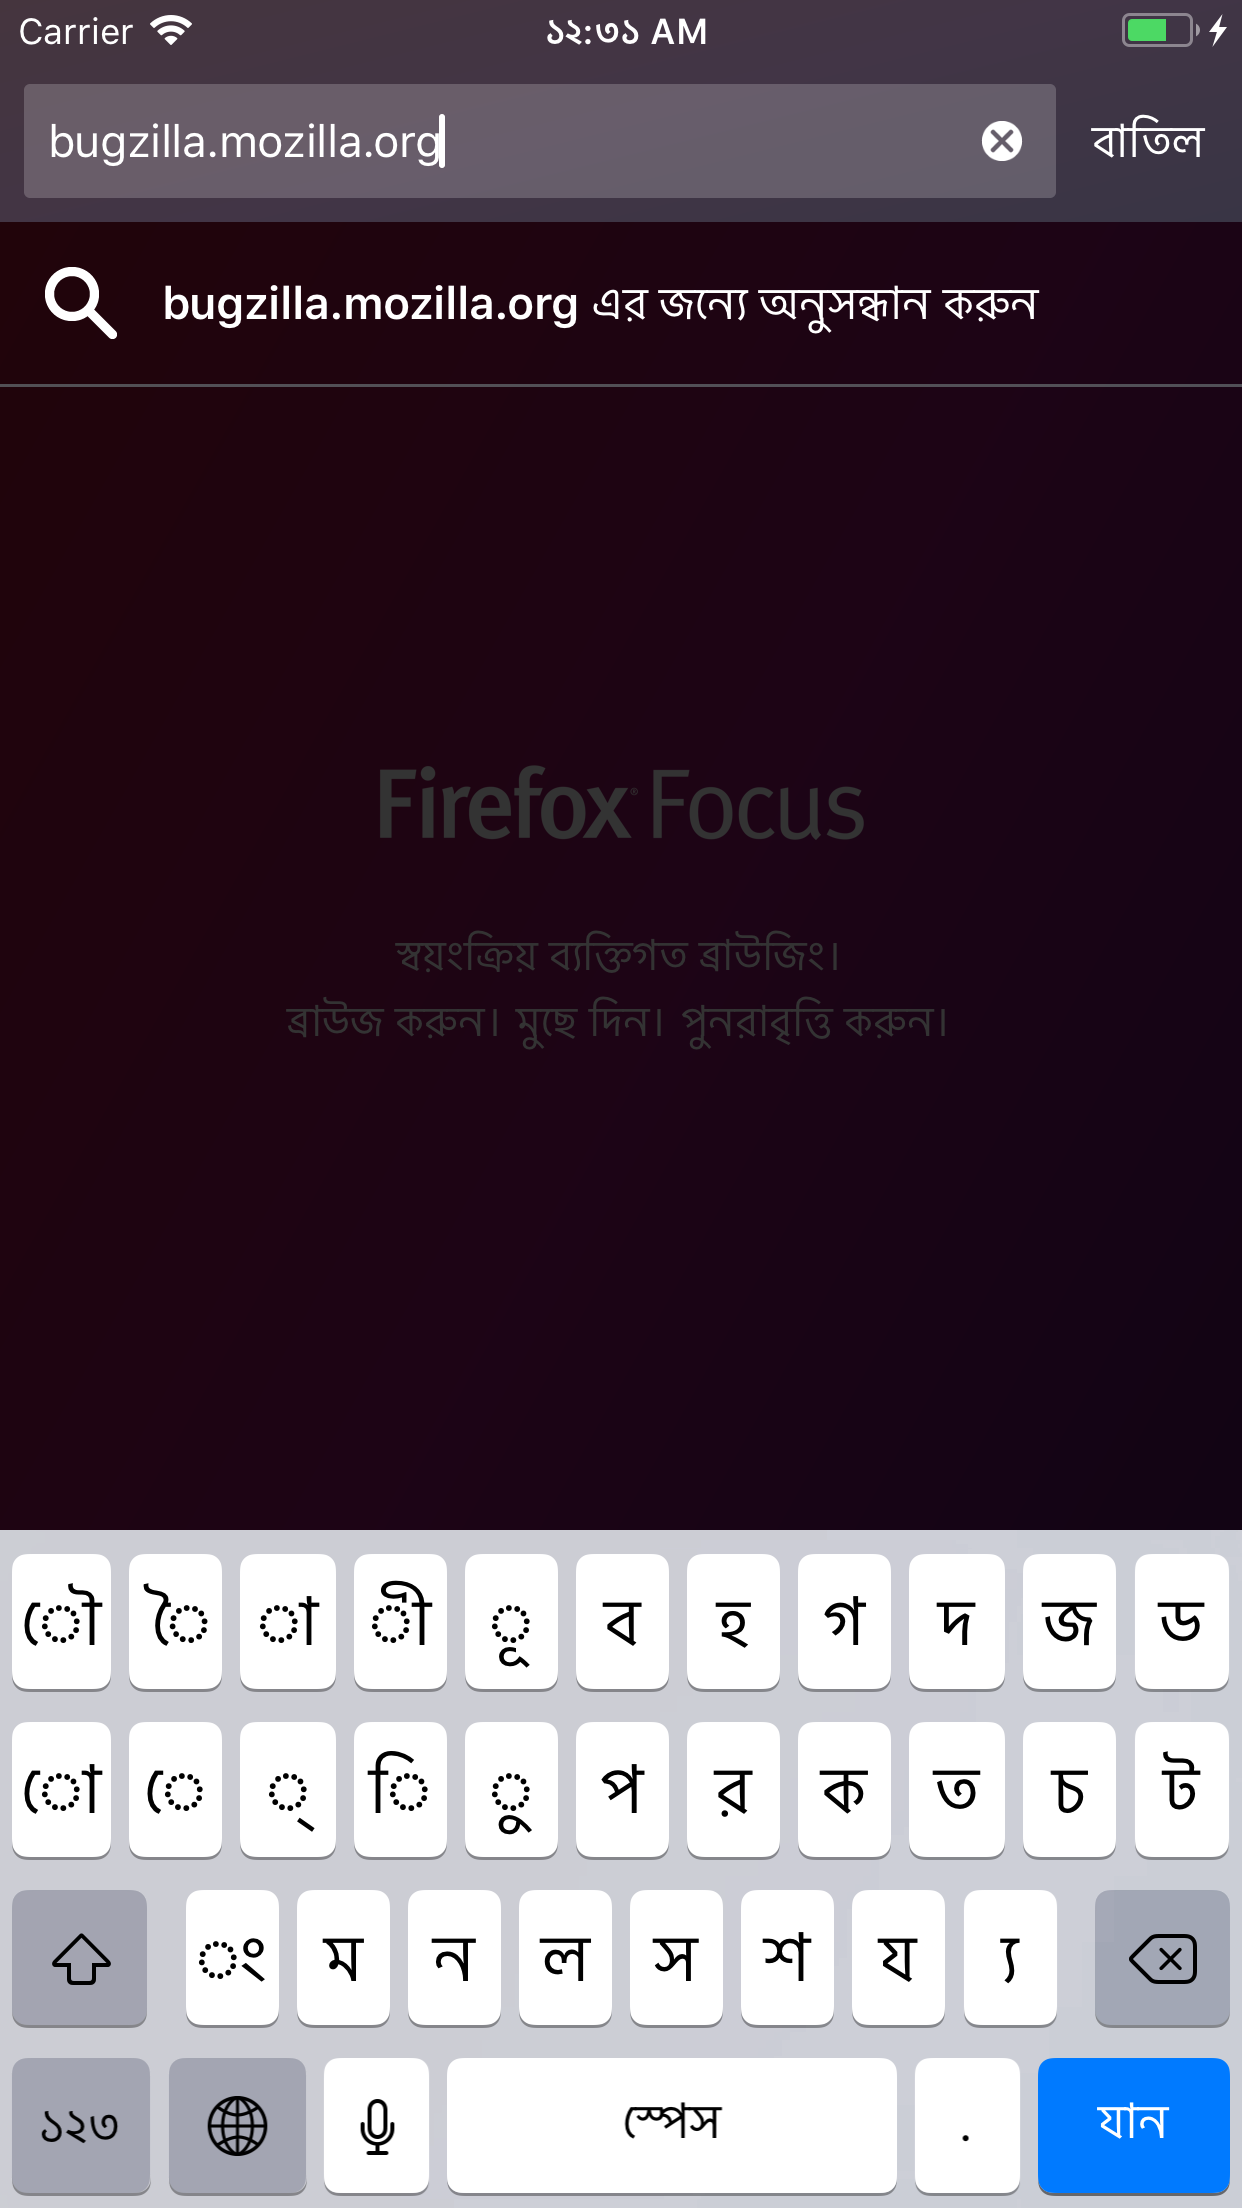 Carrier ১২:৩১ AM
bugzilla.mozilla.org বাতিল
bugzilla.mozilla.org এর জন্যে অনুসন্ধান করুন
Firefox® Focus
স্বয়ংক্রিয় ব্যক্তিগত ব্রাউজিং।
ব্রাউজ করুন। মুছে দিন। পুনরাবৃত্তি করুন।
ৌ ৈ া ী ূ ব হ গ দ জ ড
ো ে ্ ি ু প র ক ত চ ট
ং ম ন ল স শ য ্য
১২৩ স্পেস . যান